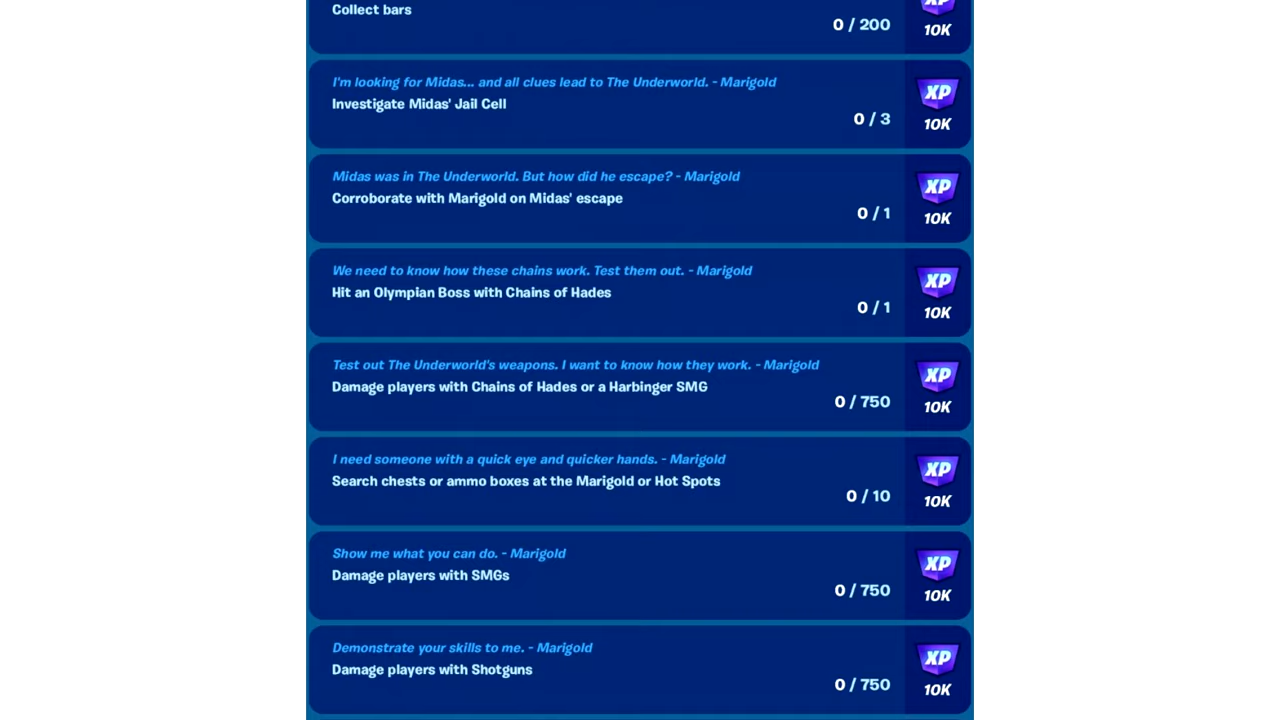 Collect bars
0 / 200
10K
I'm looking for Midas... and all clues lead to The Underworld. - Marigold
XP
Investigate Midas' Jail Cell
0 / 3
10K
Midas was in The Underworld. But how did he escape? - Marigold
XP
Corroborate with Marigold on Midas' escape
0 / 1
10K
We need to know how these chains work. Test them out. - Marigold
XP
Hit an Olympian Boss with Chains of Hades
0 / 1
10K
Test out The Underworld's weapons. I want to know how they work. - Marigold
XP
Damage players with Chains of Hades or a Harbinger SMG
0 / 750
10K
I need someone with a quick eye and quicker hands. - Marigold
XP
Search chests or ammo boxes at the Marigold or Hot Spots
0 / 10
10K
Show me what you can do. - Marigold
XP
Damage players with SMGs
0 / 750
10K
Demonstrate your skills to me. - Marigold
XP
Damage players with Shotguns
0 / 750
10K